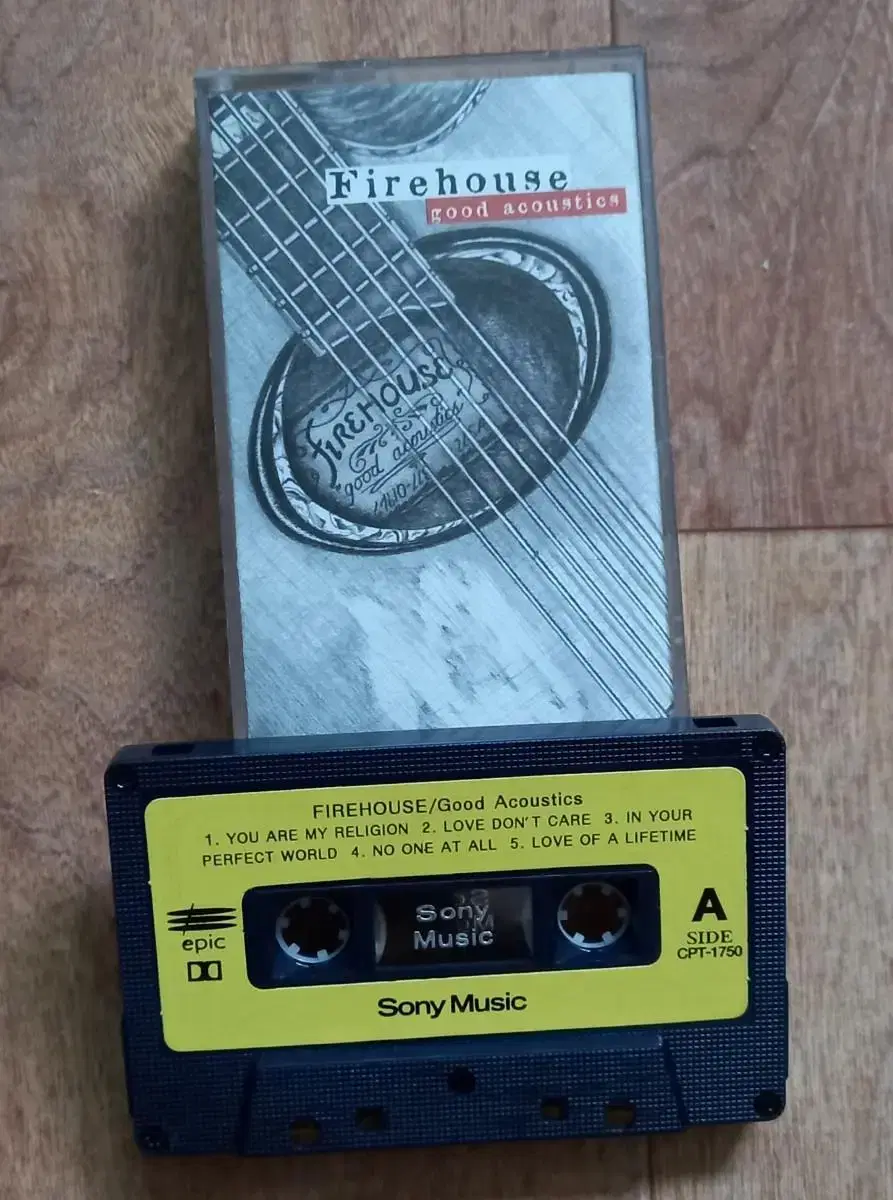 Firehouse
good acoustics
FIREHOUSE
good acoustics
USA
FIREHOUSE/Good Acoustics
1. YOU ARE MY RELIGION 2. LOVE DON'T CARE 3. IN YOUR
PERFECT WORLD 4. NO ONE AT ALL 5. LOVE OF A LIFETIME
epic
Sony
Music
A
SIDE
CPT-1750
Sony Music